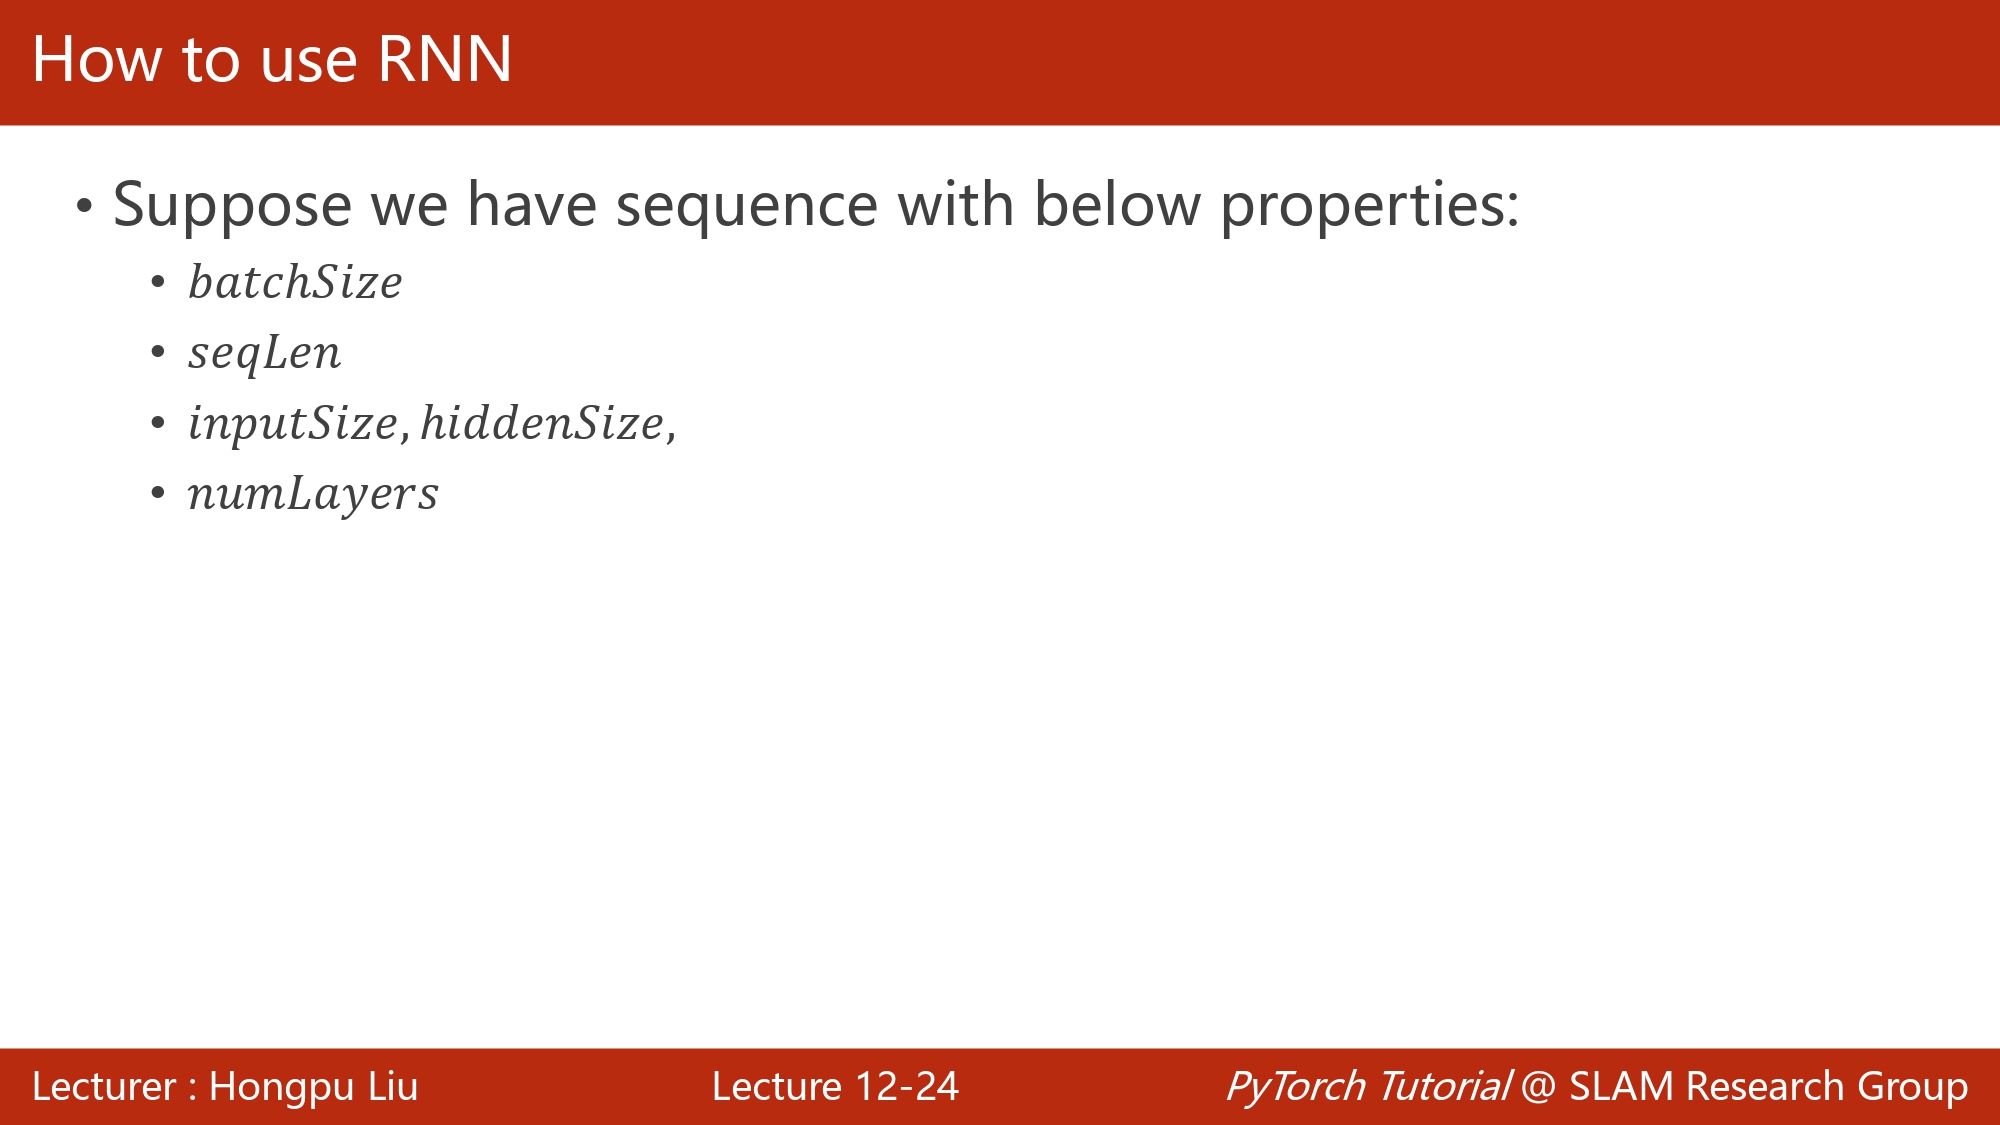 How to use RNN
• Suppose we have sequence with below properties:
• batchSize
• seqLen
• inputSize, hiddenSize,
• numLayers
Lecturer : Hongpu Liu Lecture 12-24 PyTorch Tutorial @ SLAM Research Group